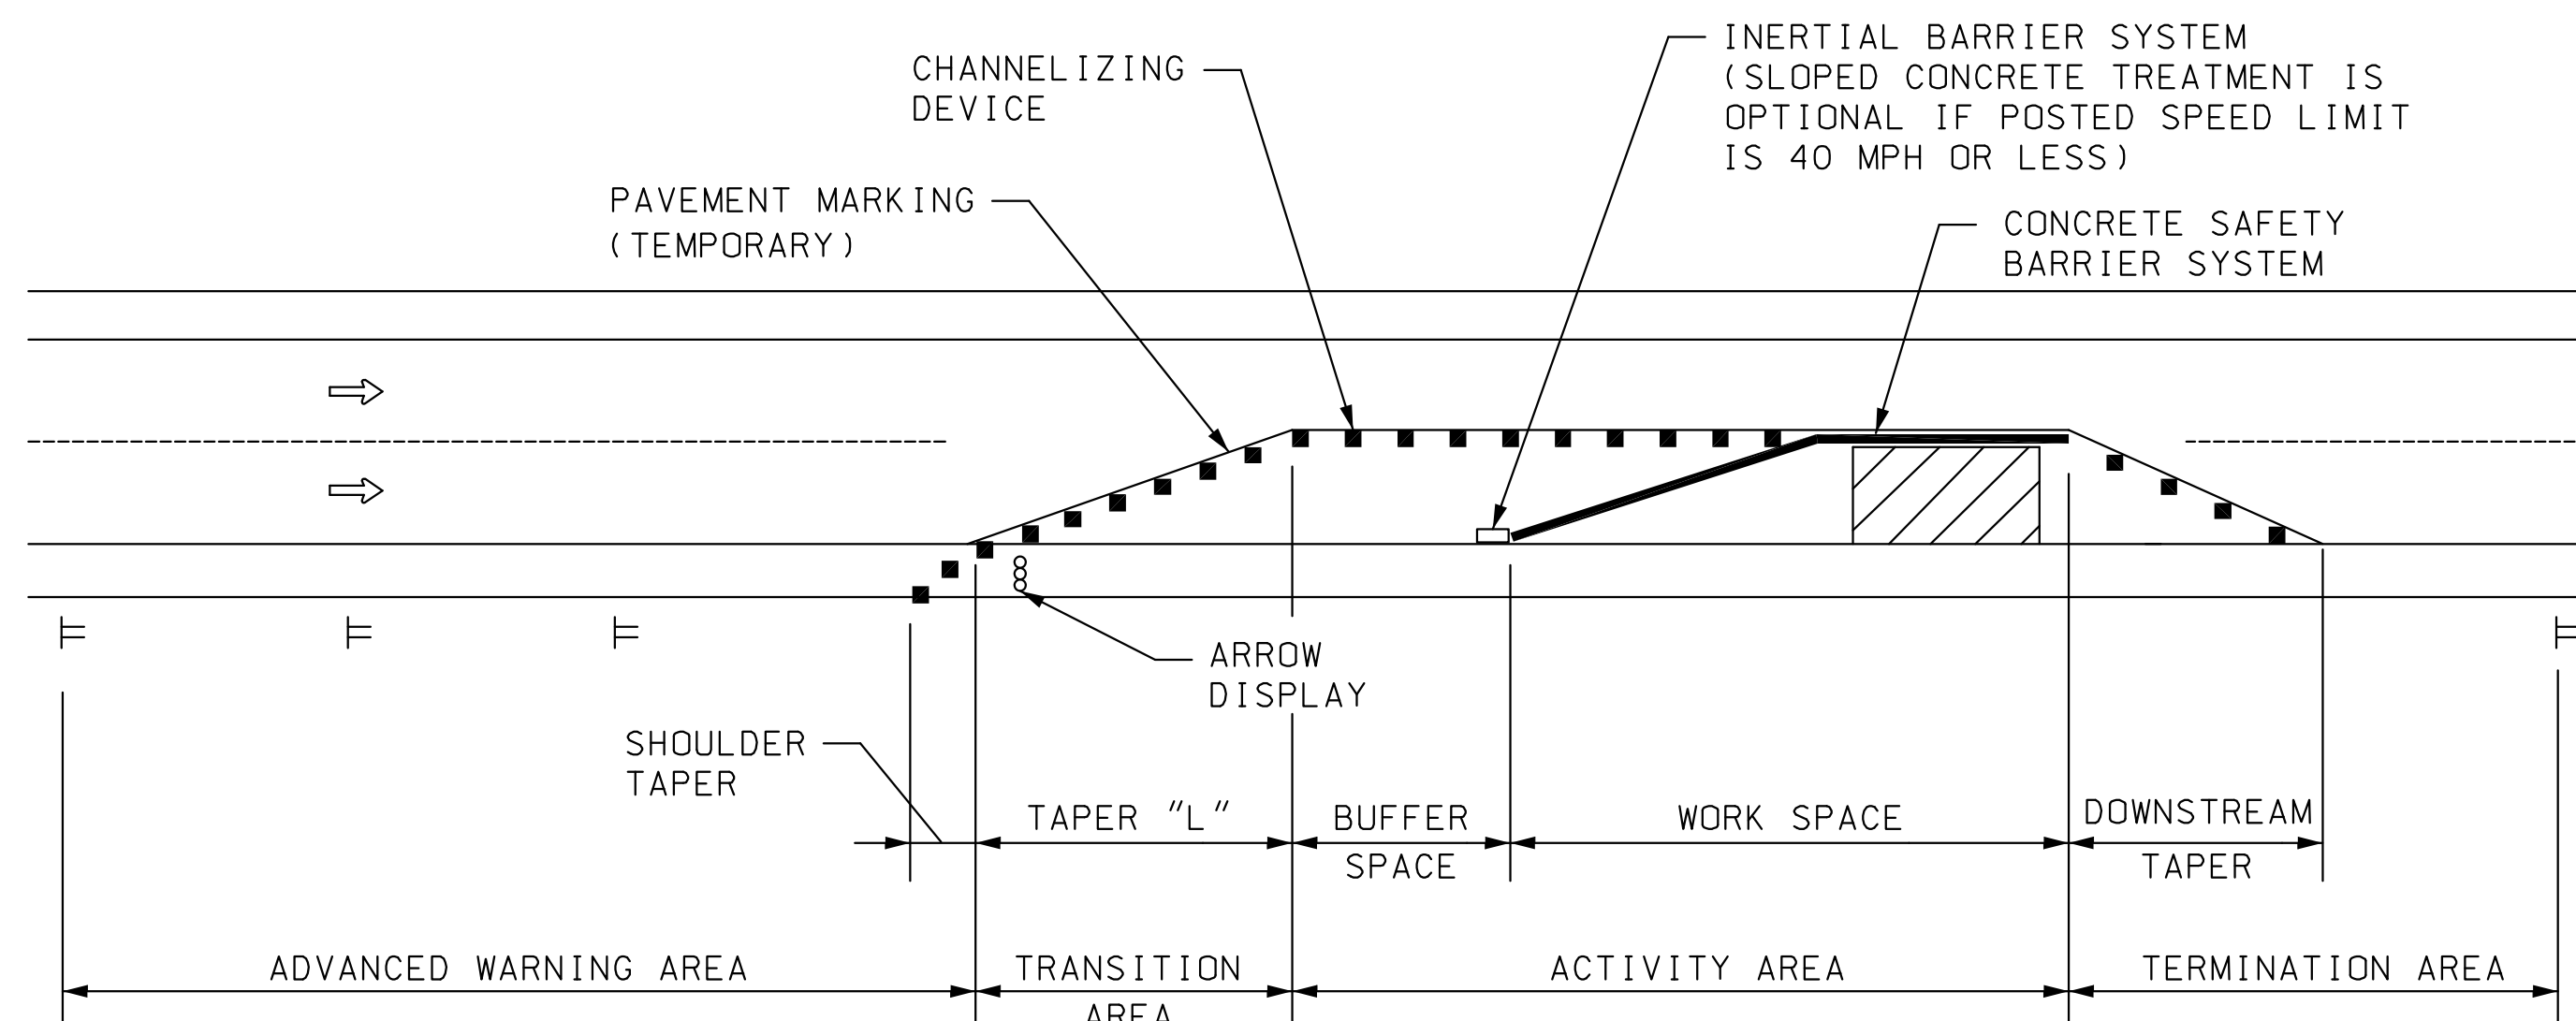 INERTIAL BARRIER SYSTEM
(SLOPED CONCRETE TREATMENT IS
OPTIONAL IF POSTED SPEED LIMIT
IS 40 MPH OR LESS)
CHANNELIZING
DEVICE
PAVEMENT MARKING
(TEMPORARY)
CONCRETE SAFETY
BARRIER SYSTEM
ARROW
DISPLAY
SHOULDER
TAPER
TAPER "L"
BUFFER
SPACE
WORK SPACE
DOWNSTREAM
TAPER
ADVANCED WARNING AREA
TRANSITION
AREA
ACTIVITY AREA
TERMINATION AREA